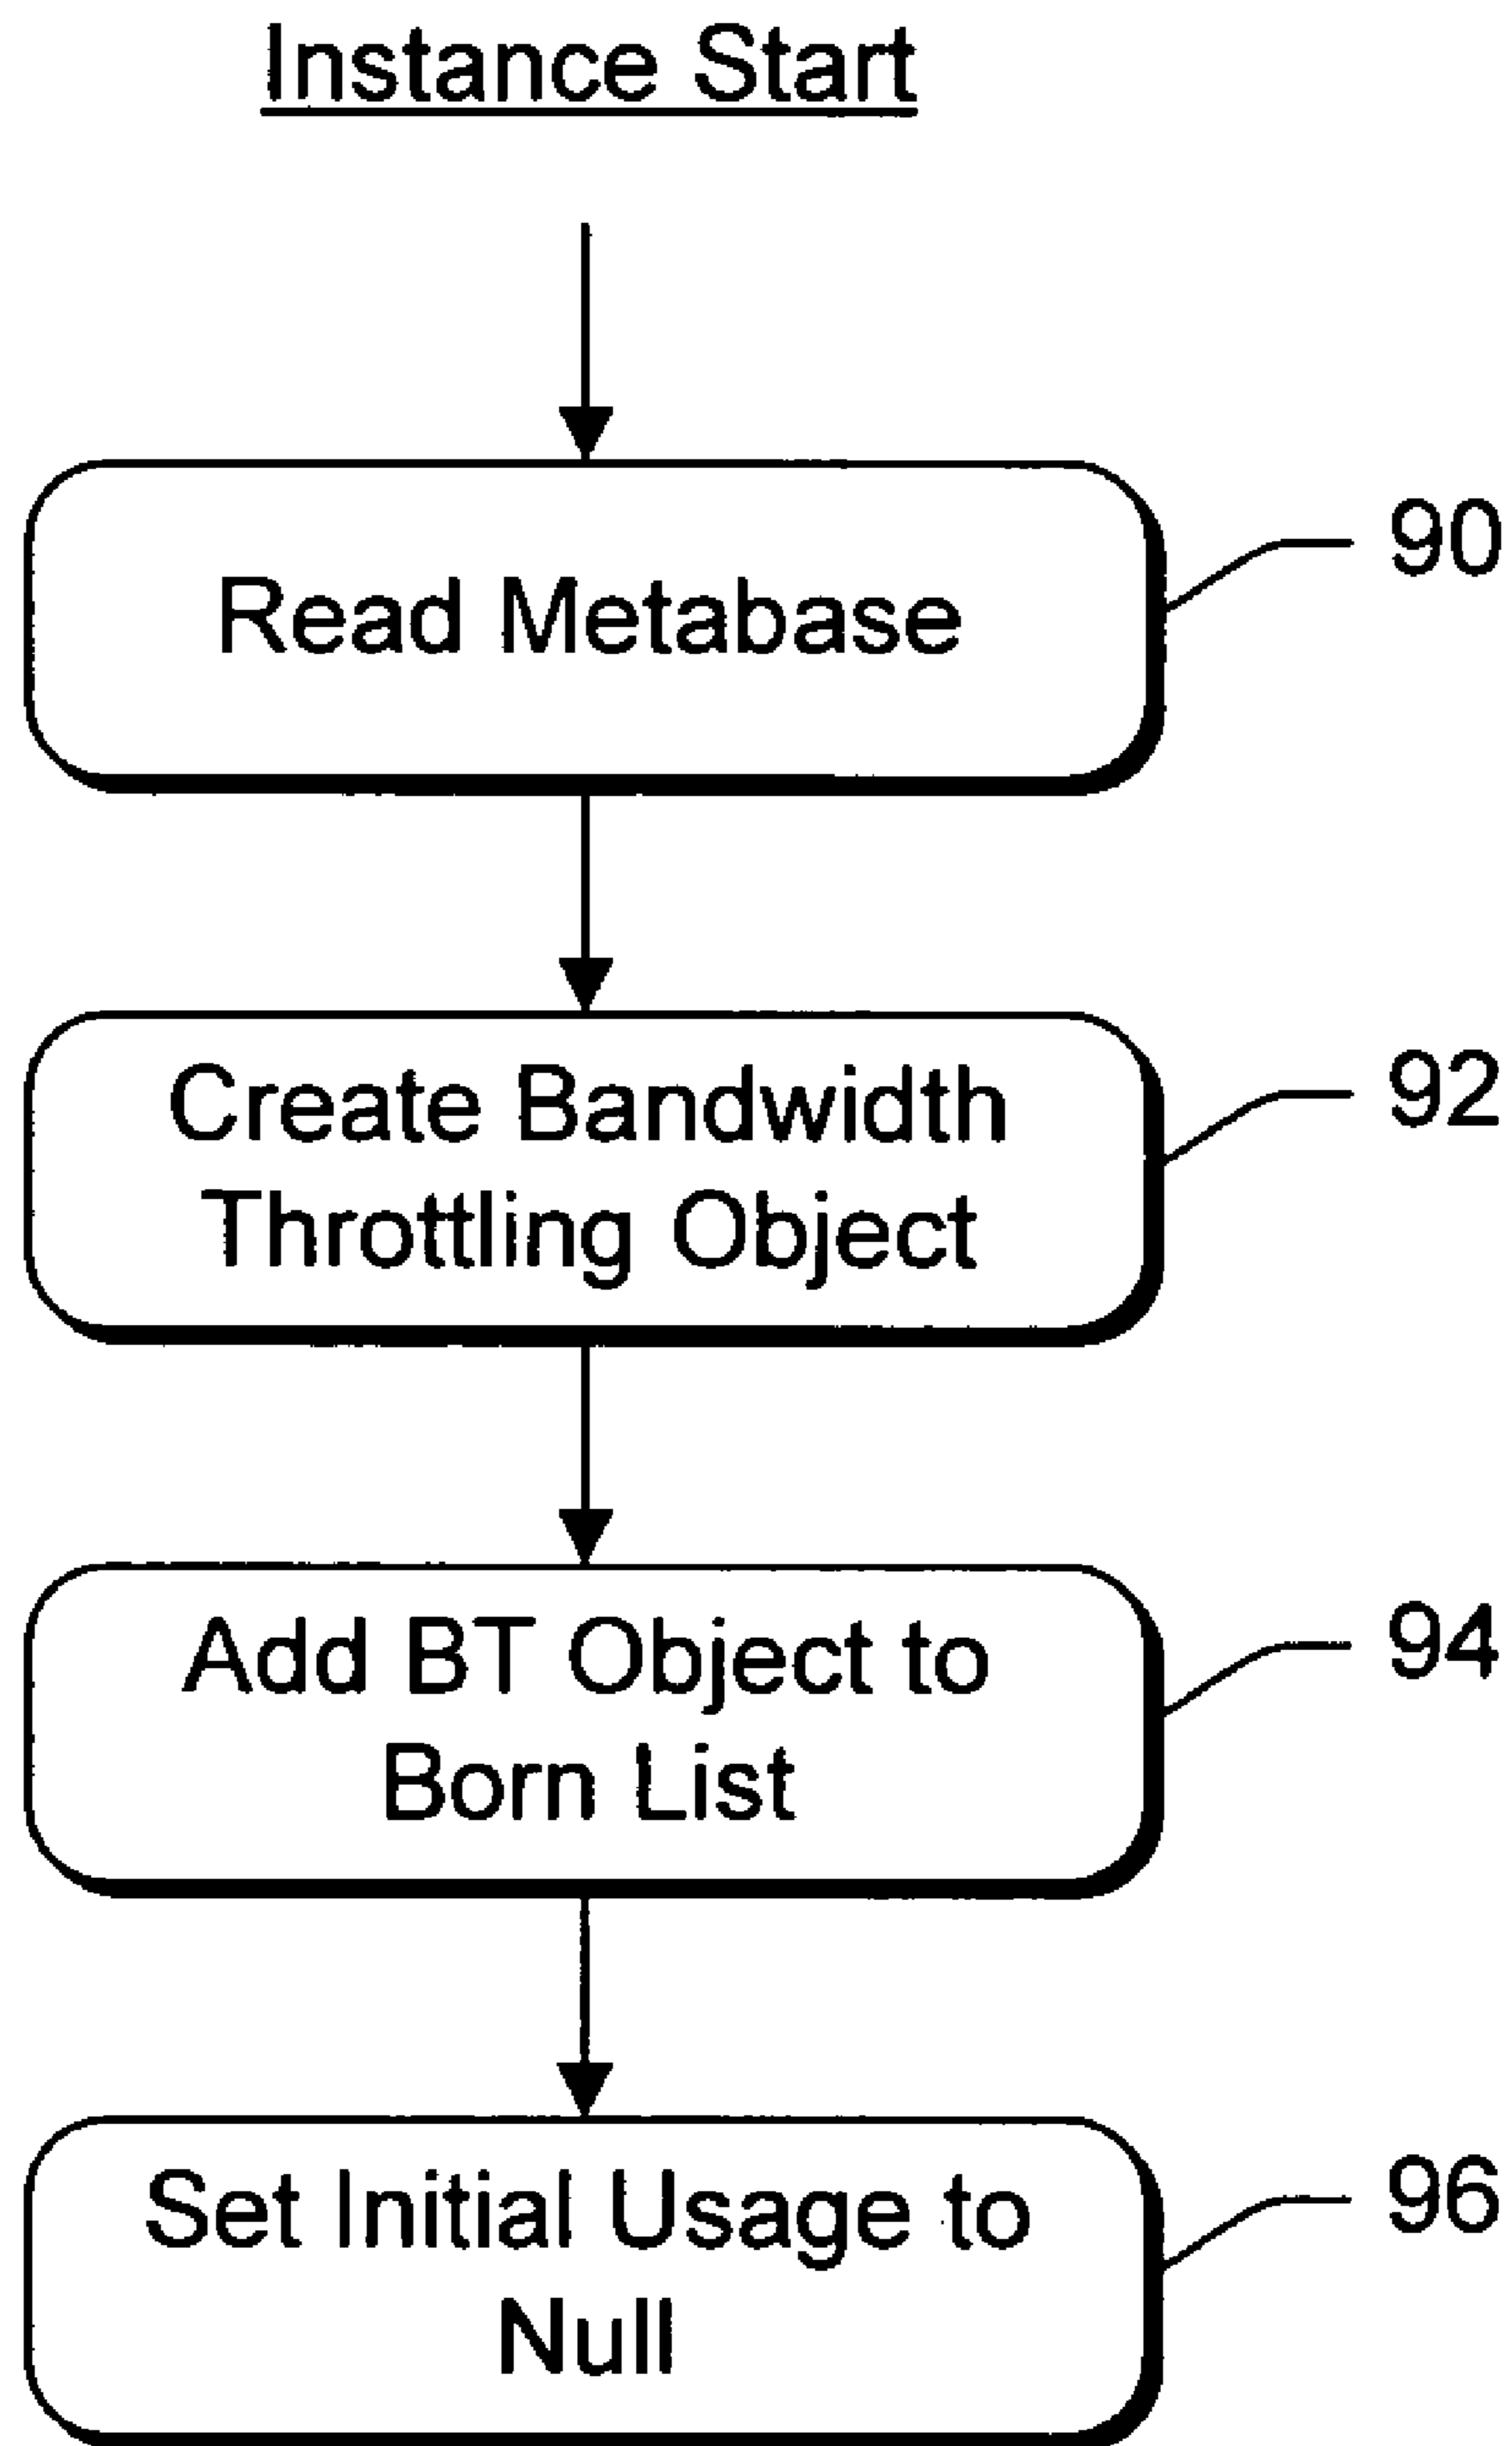 Instance Start
Read Metabase
90
Create Bandwidth
Throttling Object
92
Add BT Object to
Born List
94
Set Initial Usage to
Null
96